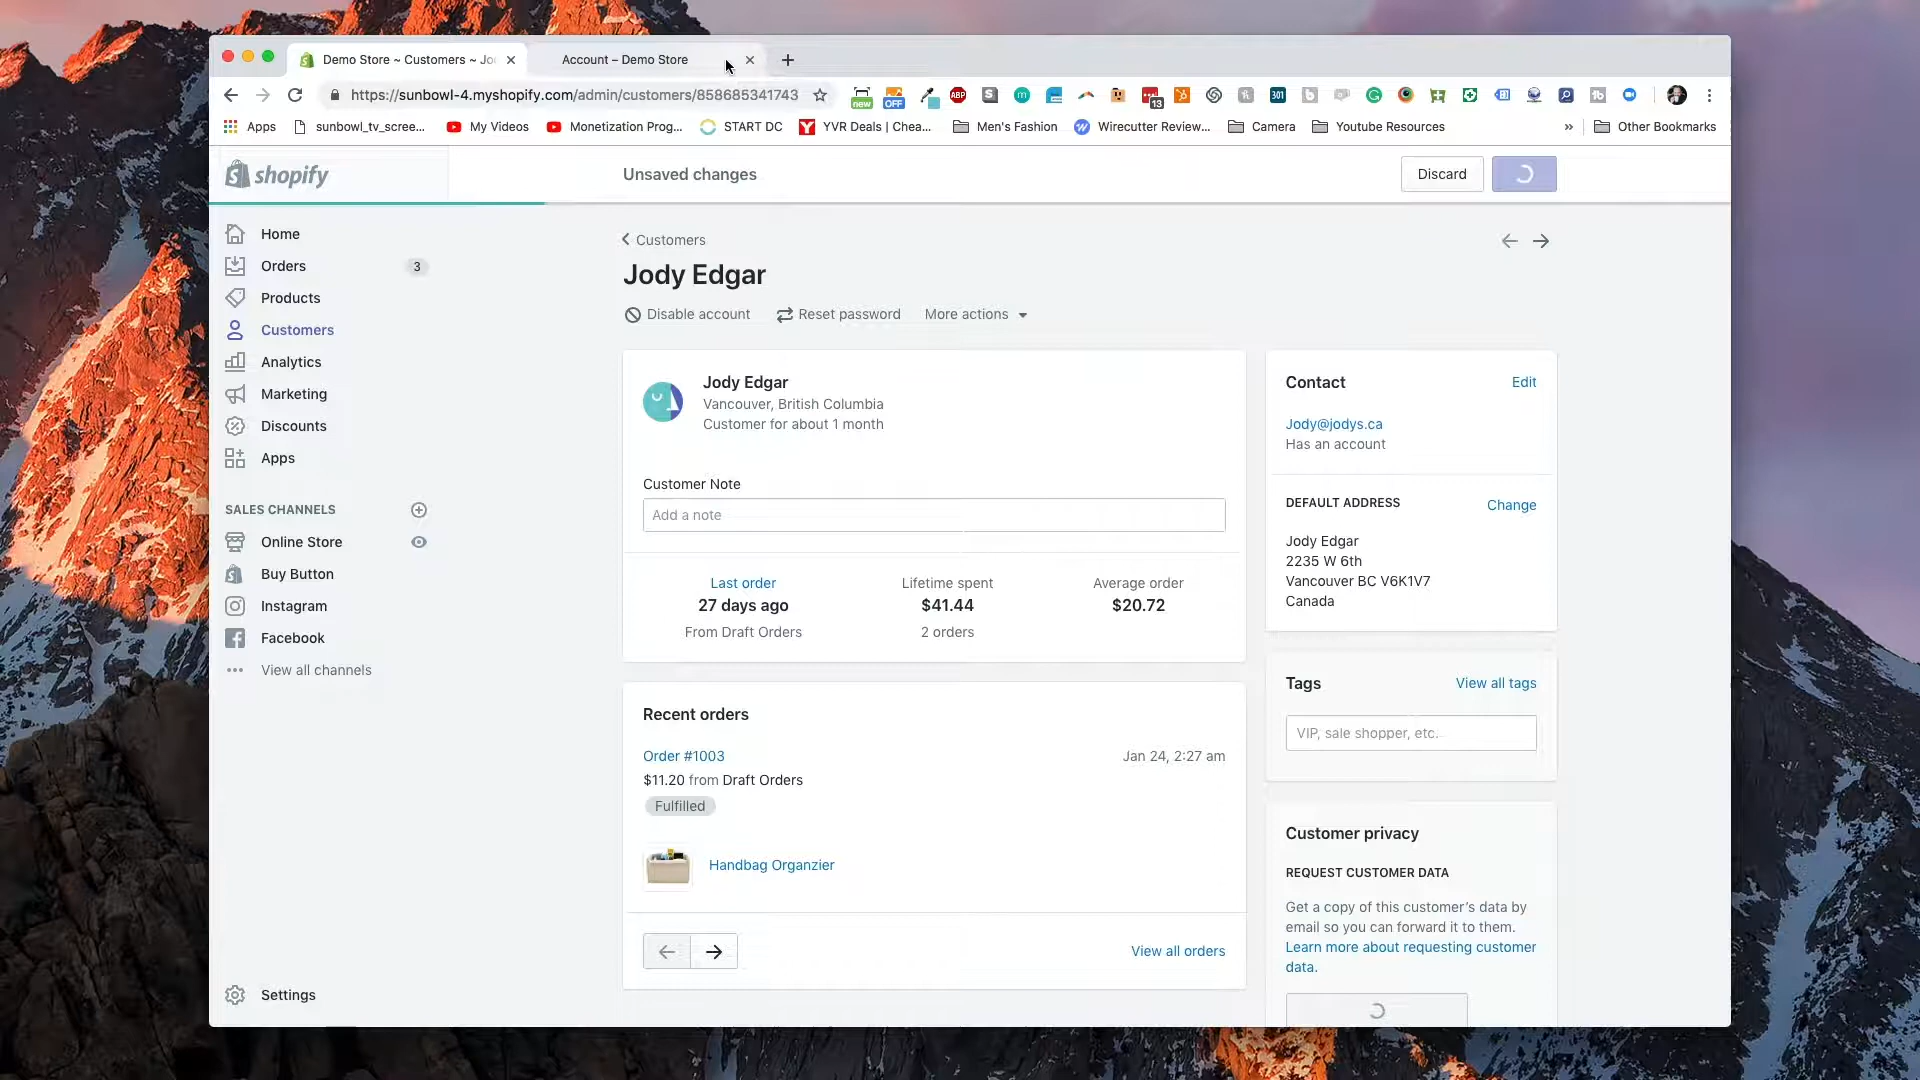 Demo Store ~ Customers ~ Jo
Account – Demo Store
https://sunbowl-4.myshopify.com/admin/customers/858685341743
new
OFF
ABP
S
m
13
301
b
Apps
sunbowl_tv_scree...
My Videos
Monetization Prog...
START DC
YVR Deals | Chea...
Men's Fashion
Wirecutter Review...
Camera
Youtube Resources
»
Other Bookmarks
shopify
Unsaved changes
Discard
Home
Orders
3
Products
Customers
Analytics
Marketing
Discounts
Apps
SALES CHANNELS
Online Store
Buy Button
Instagram
Facebook
View all channels
Settings
Customers
Jody Edgar
Disable account
Reset password
More actions
Jody Edgar
Vancouver, British Columbia
Customer for about 1 month
Customer Note
Add a note
Last order
27 days ago
From Draft Orders
Lifetime spent
$41.44
2 orders
Average order
$20.72
Recent orders
Order #1003
Jan 24, 2:27 am
$11.20 from Draft Orders
Fulfilled
Handbag Organzier
View all orders
Contact
Edit
Jody@jodys.ca
Has an account
DEFAULT ADDRESS
Change
Jody Edgar
2235 W 6th
Vancouver BC V6K1V7
Canada
Tags
View all tags
VIP, sale shopper, etc...
Customer privacy
REQUEST CUSTOMER DATA
Get a copy of this customer's data by
email so you can forward it to them.
Learn more about requesting customer
data.